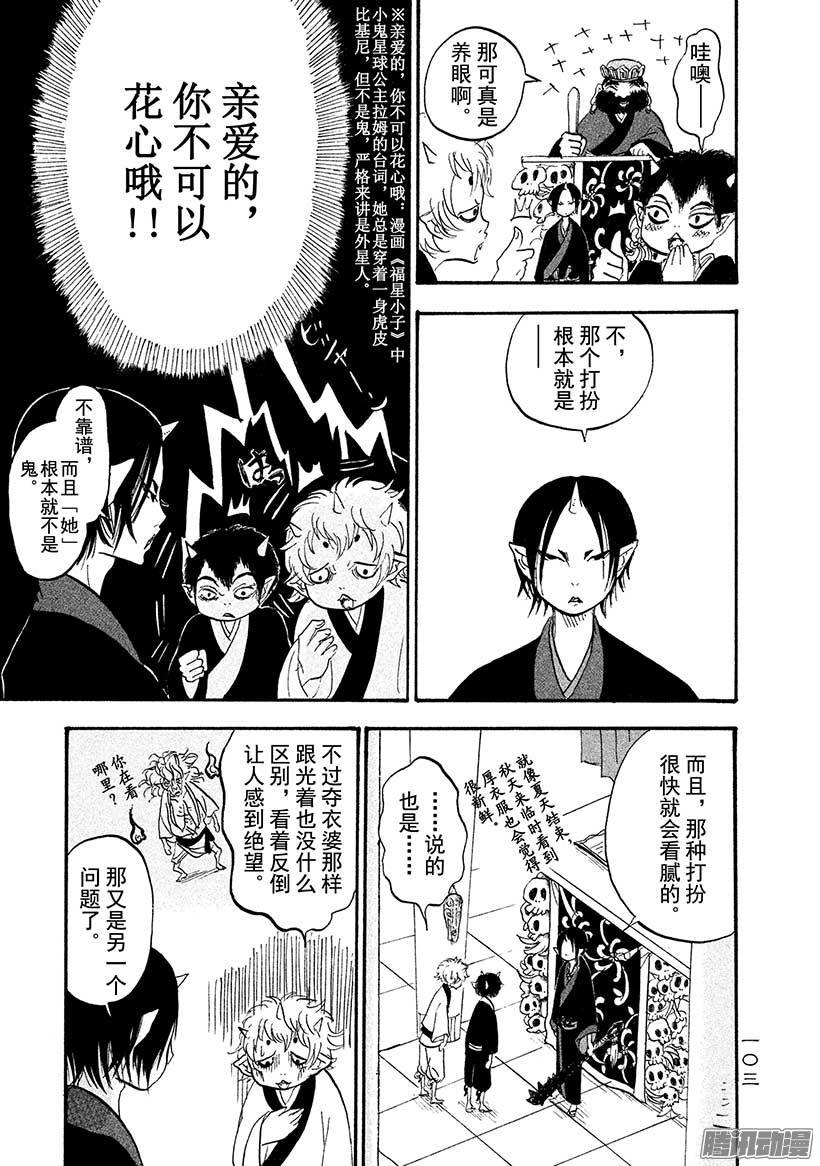 哇噢——
那可真是
养眼啊。
不，
那个打扮
根本就是
——
亲爱的，
你不可以
花心哦!!
※亲爱的，你不可以花心哦：漫画《福星小子》中
小鬼星球公主拉姆的台词，她总是穿着一身虎皮
比基尼，但不是鬼，严格来讲是外星人。
ビシャーッ
はっ
不靠谱，
而且「她」
根本就不是
鬼。
而且，那种打扮
很快就会看腻的。
就像夏天结束，
秋天来临时看到
厚衣服也会觉得
很新鲜。
……说的
也是……
不过夺衣婆那样
跟光着也没什么
区别，看着反倒
让人感到绝望。
你在看
哪里？
那又是另一个
问题了。
一〇三
腾讯动漫